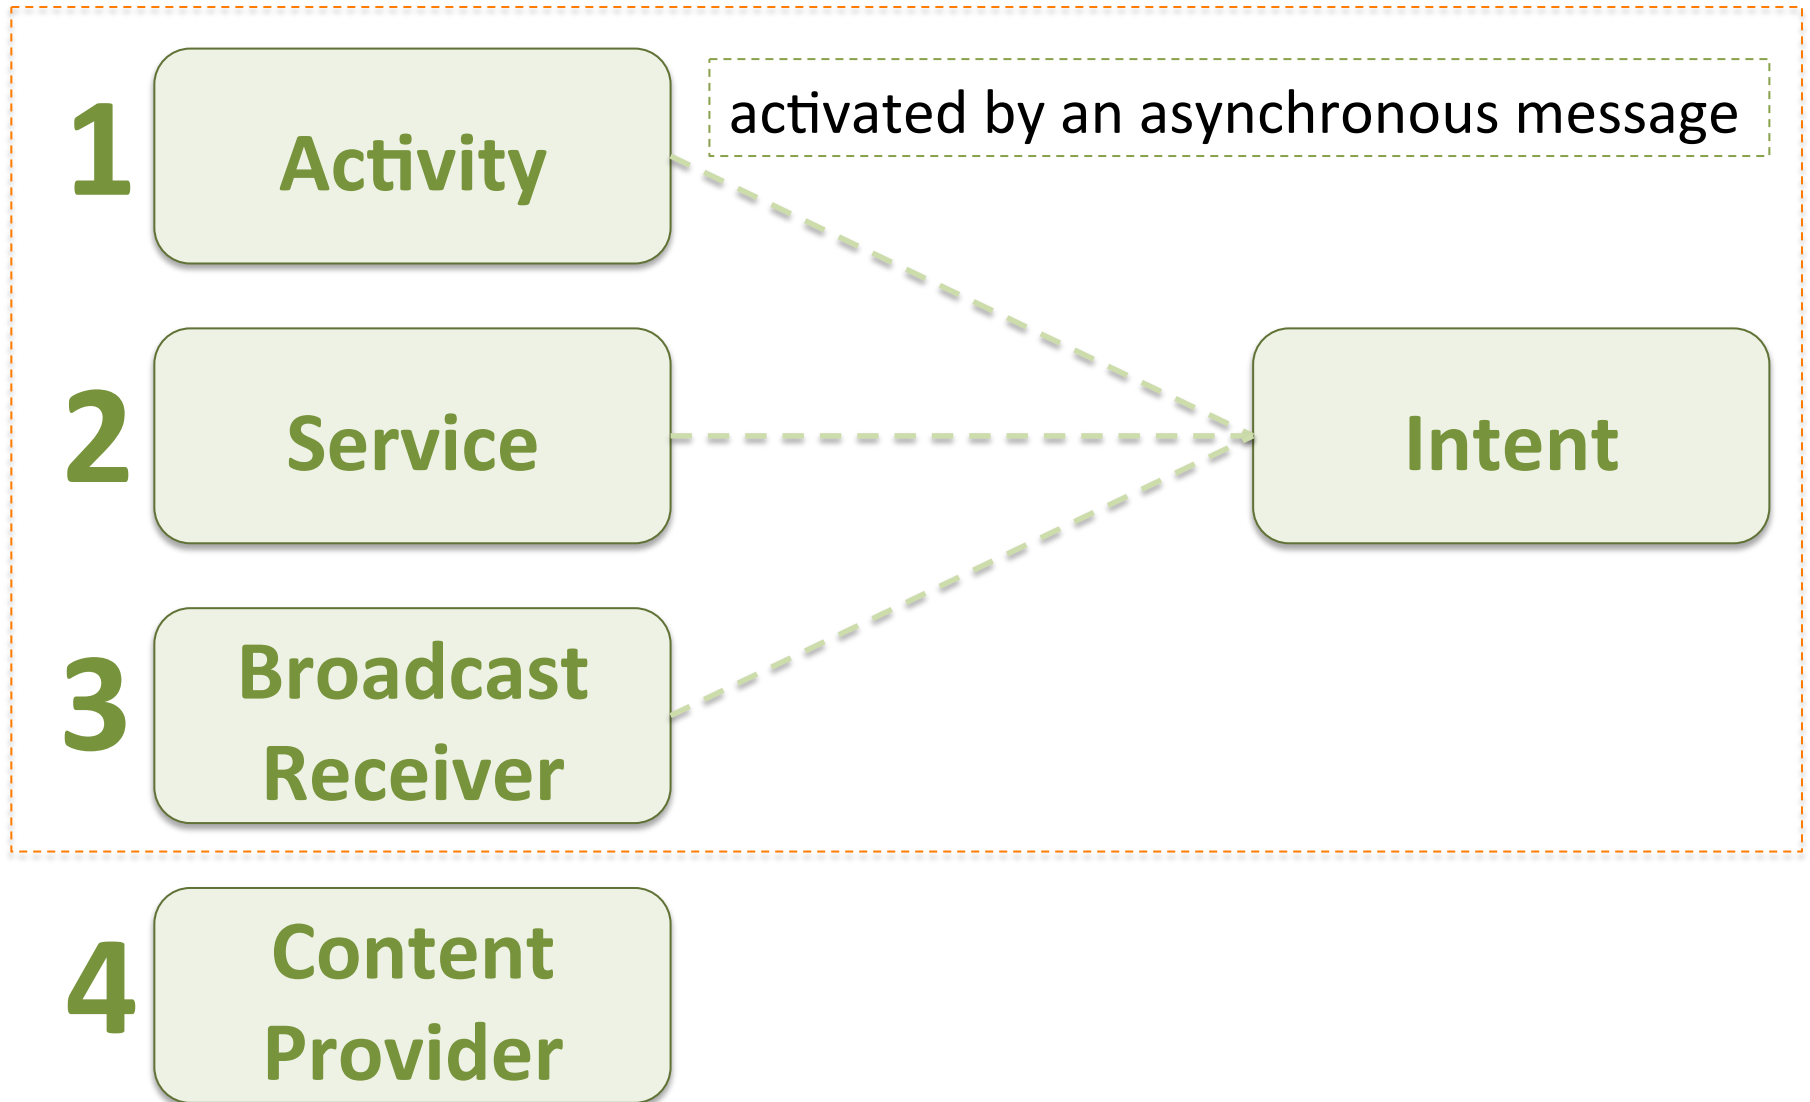 1
Activity
activated by an asynchronous message
2
Service
Intent
3
Broadcast
Receiver
4
Content
Provider